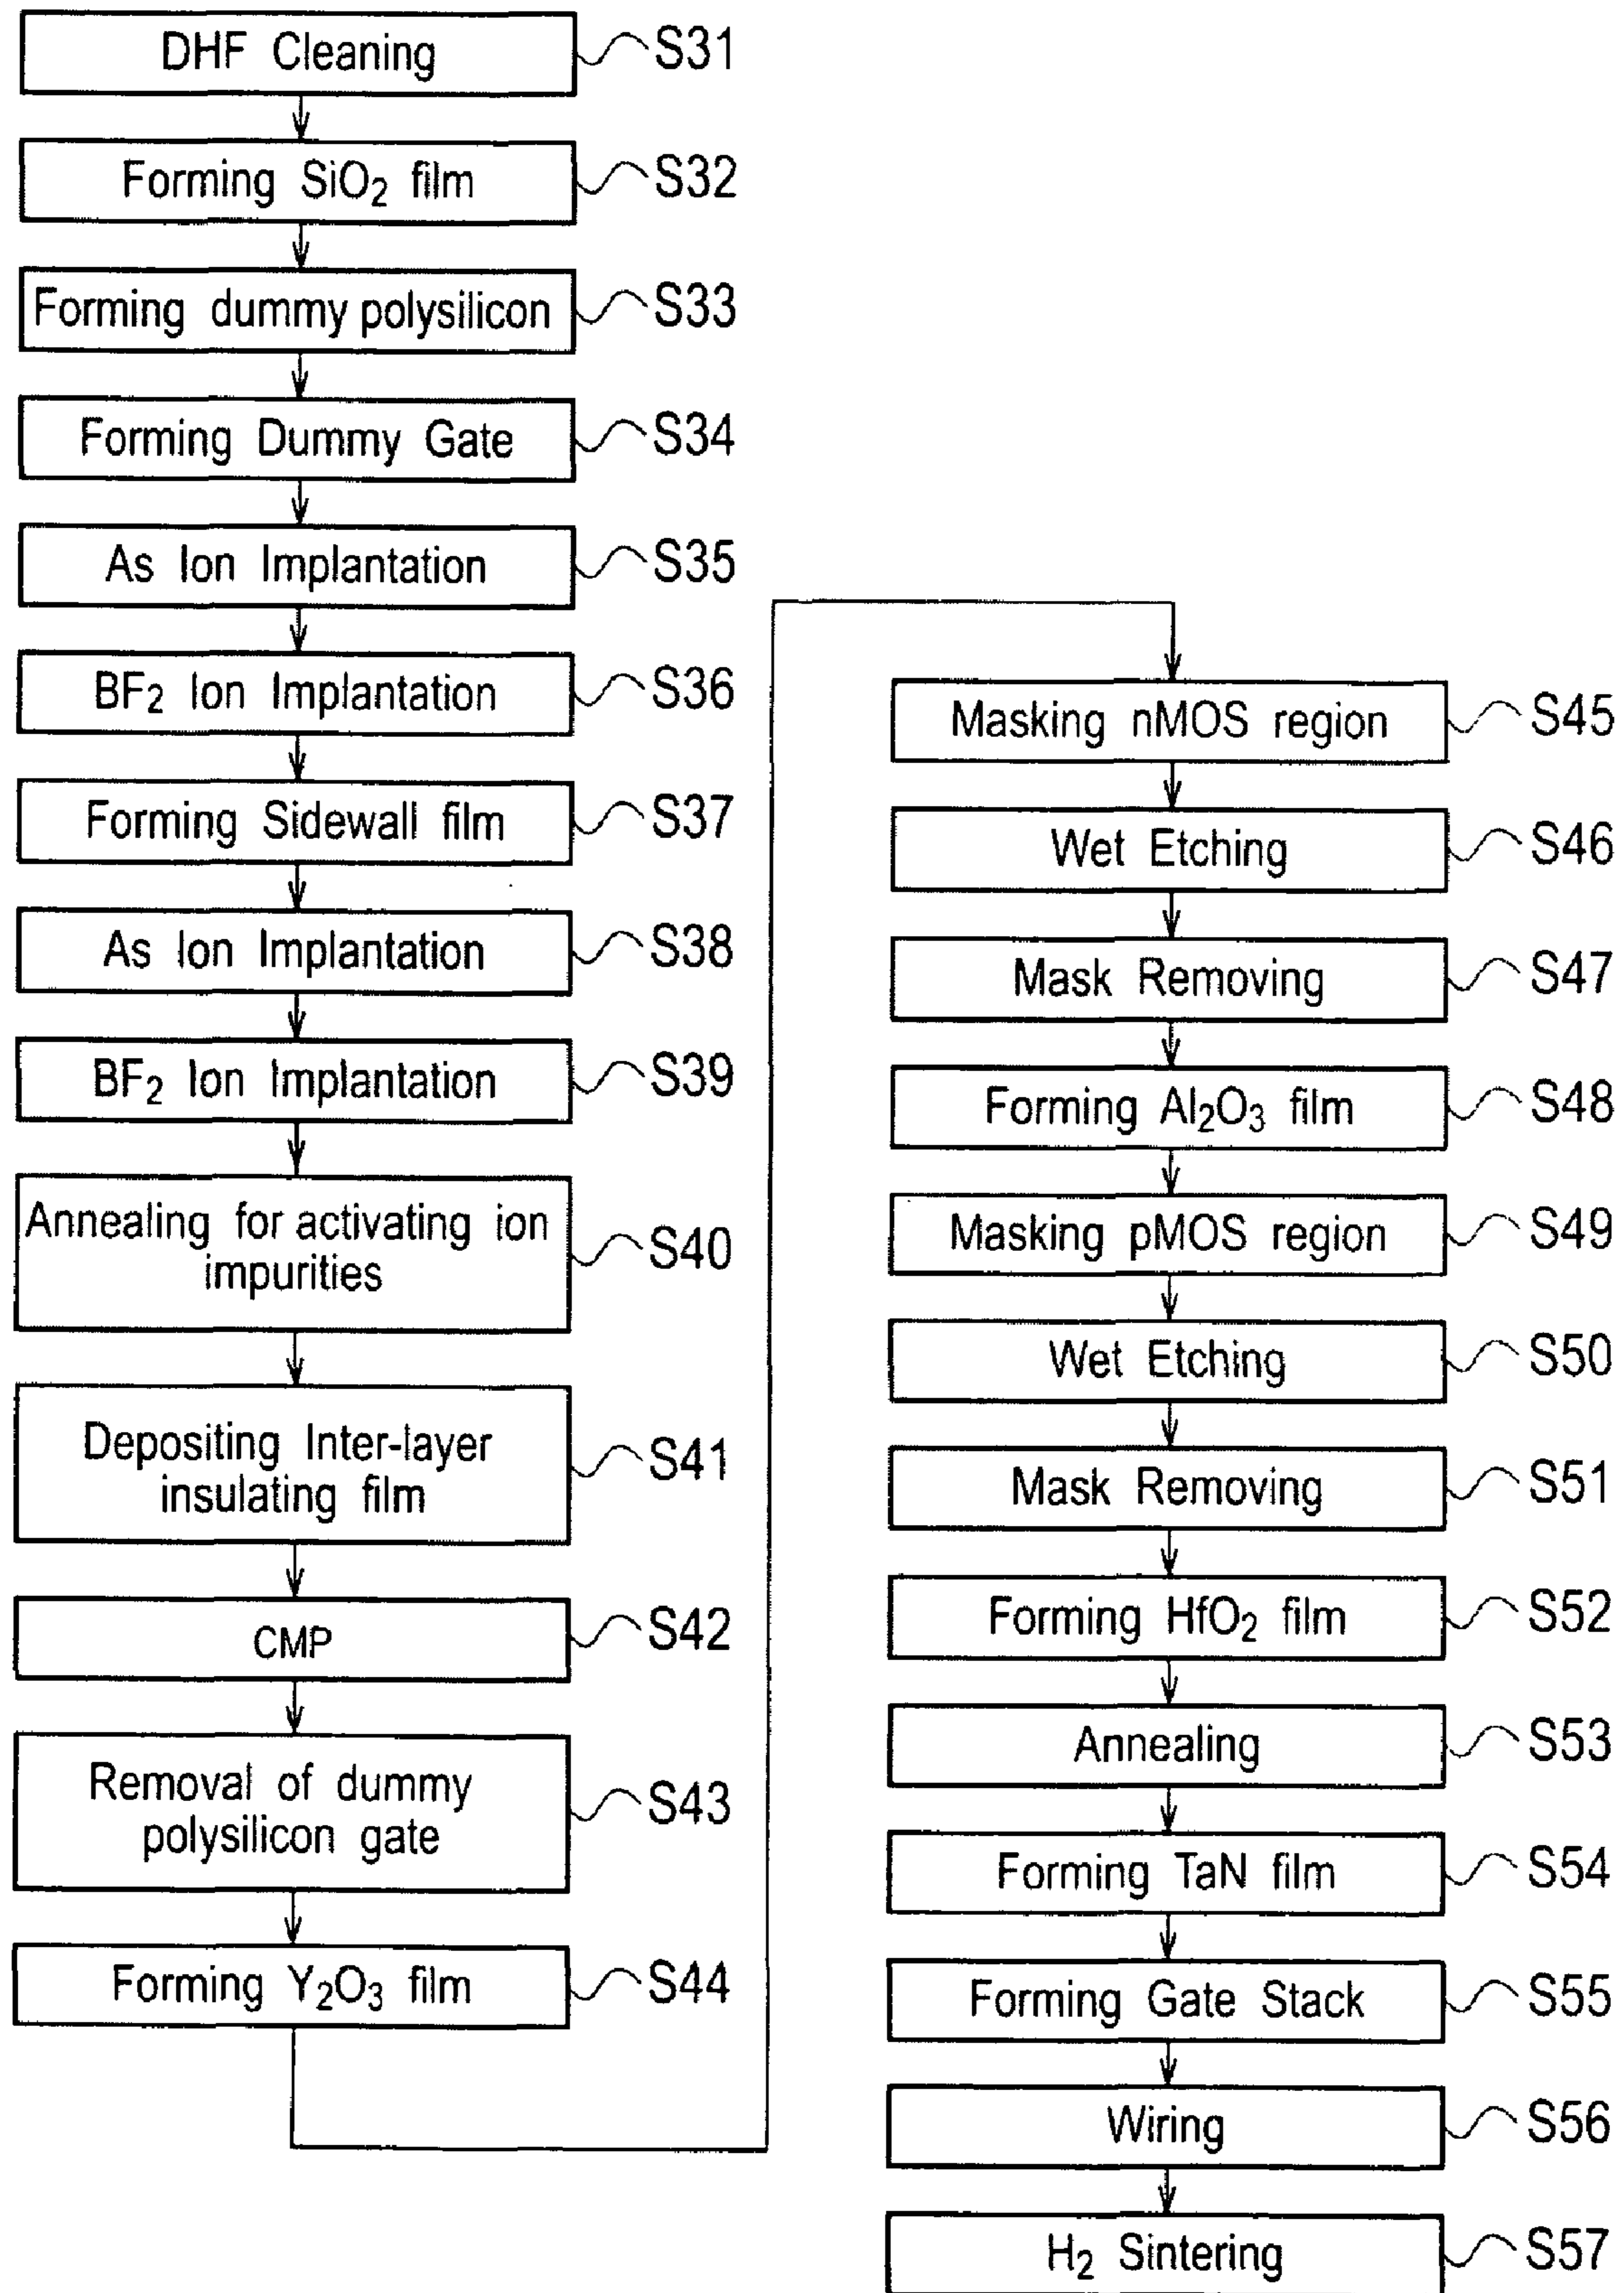 DHF Cleaning S31
Forming SiO₂ film S32
Forming dummy polysilicon S33
Forming Dummy Gate S34
As Ion Implantation S35
BF₂ Ion Implantation S36
Forming Sidewall film S37
As Ion Implantation S38
BF₂ Ion Implantation S39
Annealing for activating ion
impurities S40
Depositing Inter-layer
insulating film S41
CMP S42
Removal of dummy
polysilicon gate S43
Forming Y₂O₃ film S44
Masking nMOS region S45
Wet Etching S46
Mask Removing S47
Forming Al₂O₃ film S48
Masking pMOS region S49
Wet Etching S50
Mask Removing S51
Forming HfO₂ film S52
Annealing S53
Forming TaN film S54
Forming Gate Stack S55
Wiring S56
H₂ Sintering S57